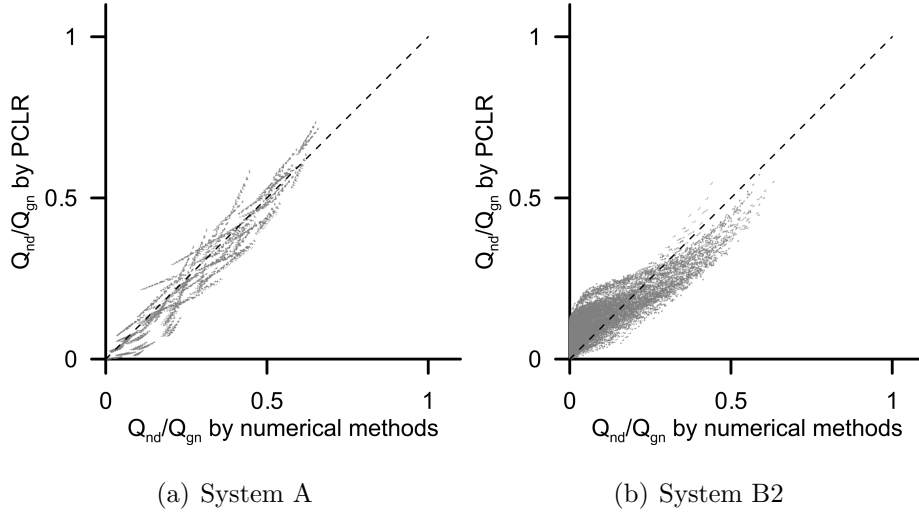 1
0.5
0
Q_nd/Q_gn by PCLR
0
0.5
1
Q_nd/Q_gn by numerical methods
(a) System A
1
0.5
0
Q_nd/Q_gn by PCLR
0
0.5
1
Q_nd/Q_gn by numerical methods
(b) System B2